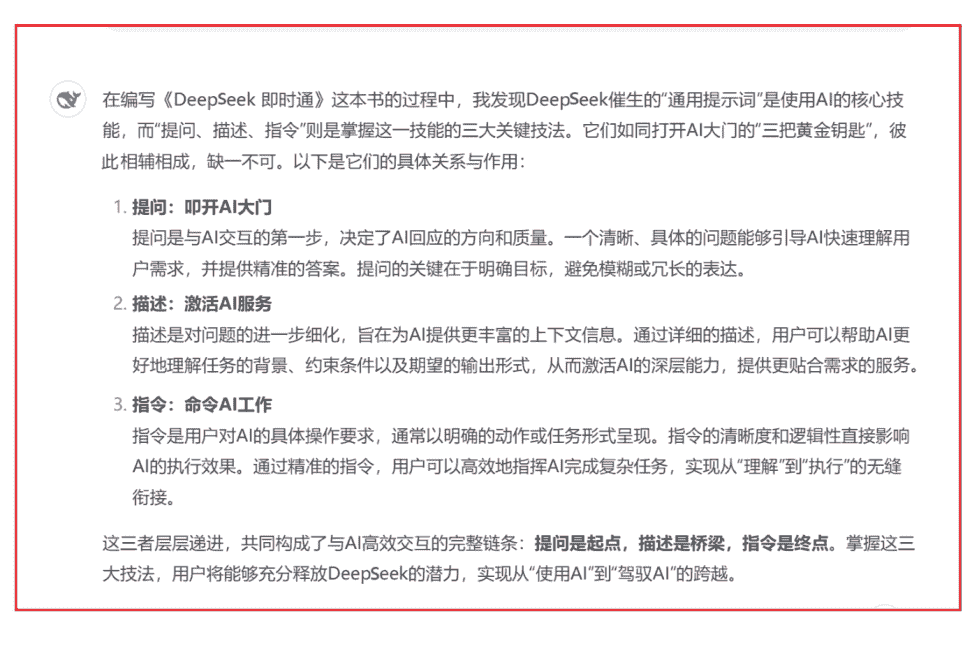 在编写《DeepSeek 即时通》这本书的过程中，我发现DeepSeek催生的“通用提示词”是使用AI的核心技
能，而“提问、描述、指令”则是掌握这一技能的三大关键技法。它们如同打开AI大门的“三把黄金钥匙”，彼
此相辅相成，缺一不可。以下是它们的具体关系与作用：
1. 提问：叩开AI大门
提问是与AI交互的第一步，决定了AI回应的方向和质量。一个清晰、具体的问题能够引导AI快速理解用
户需求，并提供精准的答案。提问的关键在于明确目标，避免模糊或冗长的表达。
2. 描述：激活AI服务
描述是对问题的进一步细化，旨在为AI提供更丰富的上下文信息。通过详细的描述，用户可以帮助AI更
好地理解任务的背景、约束条件以及期望的输出形式，从而激活AI的深层能力，提供更贴合需求的服务。
3. 指令：命令AI工作
指令是用户对AI的具体操作要求，通常以明确的动作或任务形式呈现。指令的清晰度和逻辑性直接影响
AI的执行效果。通过精准的指令，用户可以高效地指挥AI完成复杂任务，实现从“理解”到“执行”的无缝
衔接。
这三者层层递进，共同构成了与AI高效交互的完整链条：提问是起点，描述是桥梁，指令是终点。掌握这三
大技法，用户将能够充分释放DeepSeek的潜力，实现从“使用AI”到“驾驭AI”的跨越。